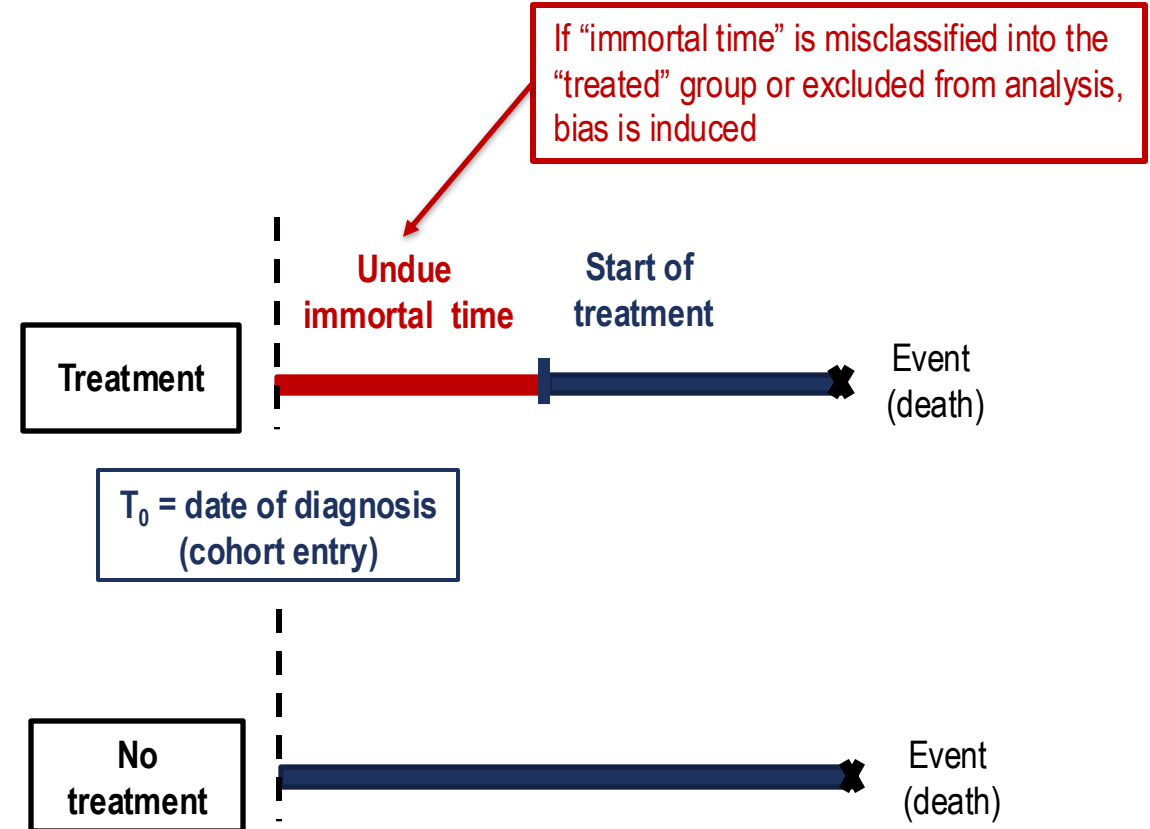 If “immortal time” is misclassified into the
“treated” group or excluded from analysis,
bias is induced
Undue
immortal time
Start of
treatment
Treatment
Event
(death)
T₀ = date of diagnosis
(cohort entry)
No
treatment
Event
(death)